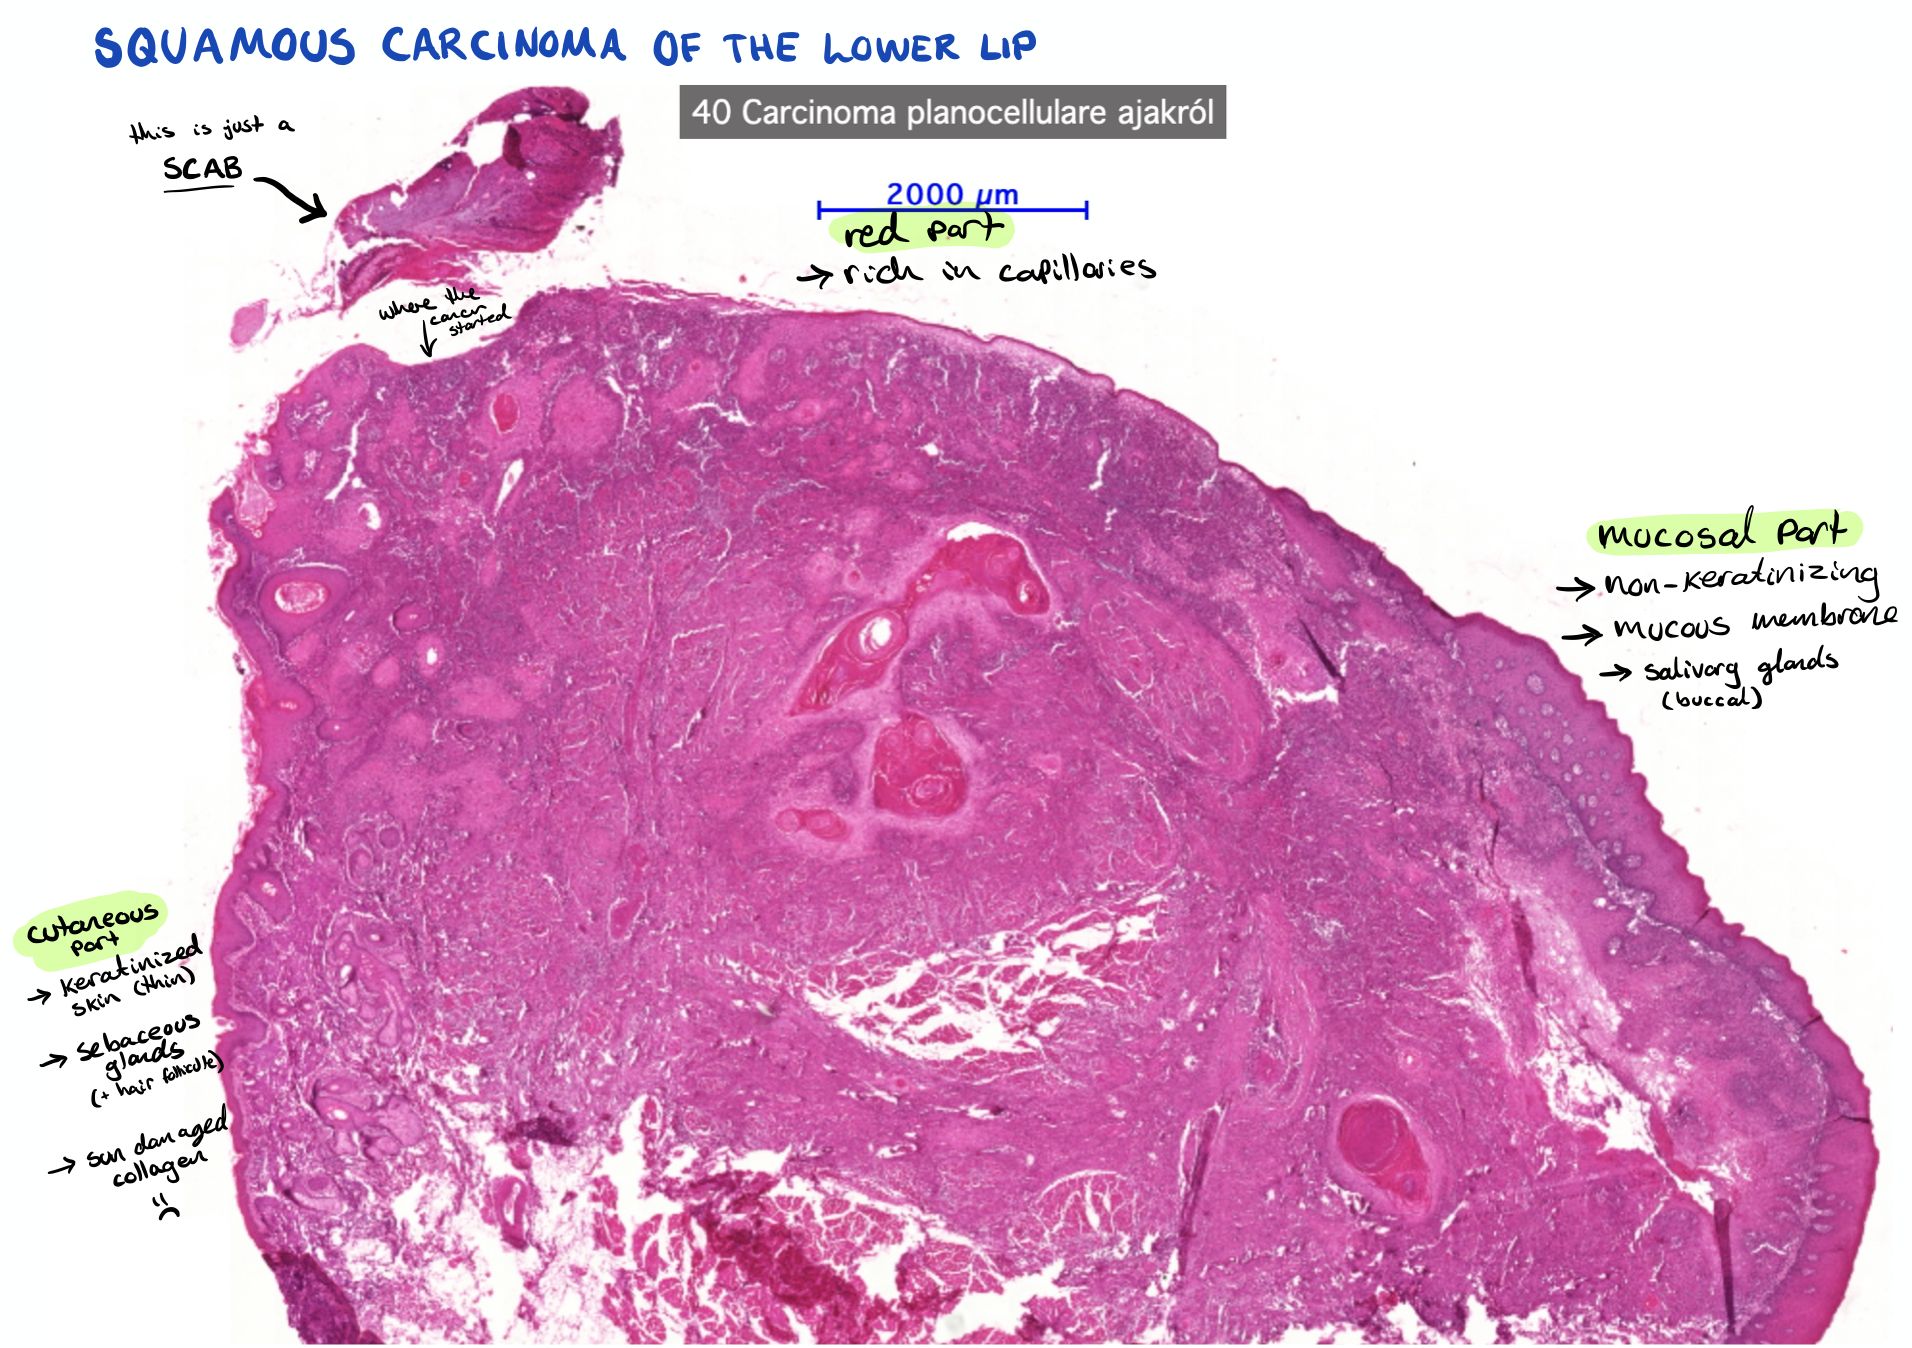 SQUAMOUS CARCINOMA OF THE LOWER LIP
40 Carcinoma planocellulare ajakról
this is just a
SCAB
2000 µm
red part
→ rich in capillaries
where the
cancr
started
mucosal part
→ non-keratinizing
→ mucous membrane
→ salivary glands
(buccal)
cutaneous
part
→ keratinized
skin (thin)
→ sebaceous
glands
(+ hair follicule)
→ sun damaged
collagen